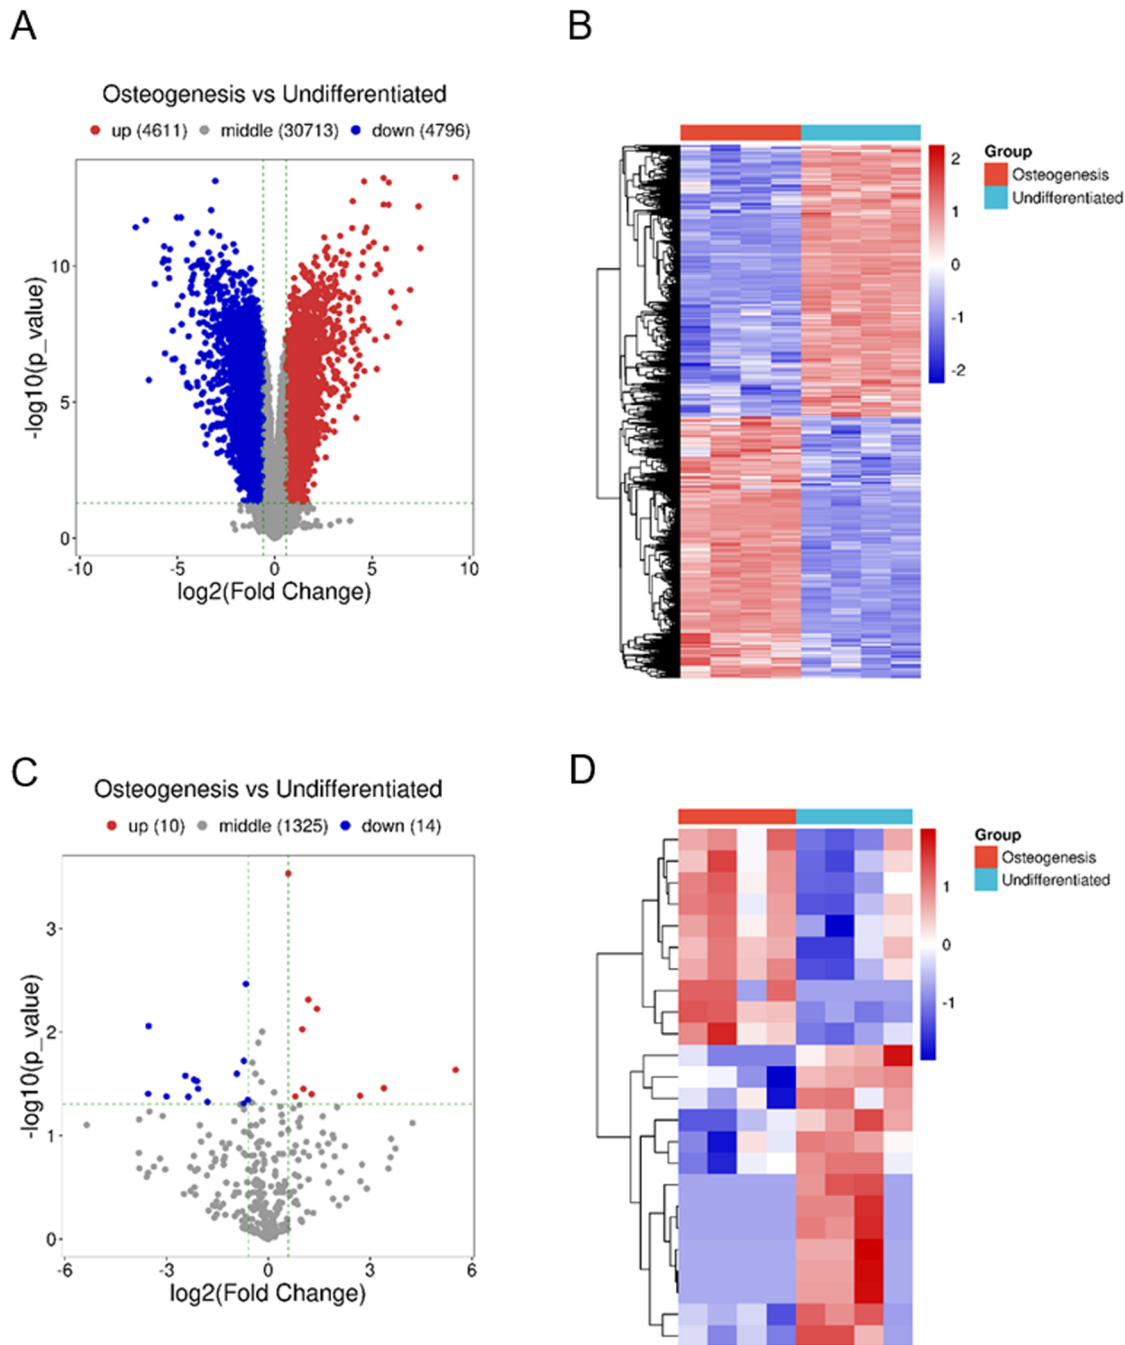 A
Osteogenesis vs Undifferentiated
up (4611) middle (30713) down (4796)
-log10(p_value)
10
5
0
-10 -5 0 5 10
log2(Fold Change)
B
2
1
0
-1
-2
Group
Osteogenesis
Undifferentiated
C
Osteogenesis vs Undifferentiated
up (10) middle (1325) down (14)
-log10(p_value)
3
2
1
0
-6 -3 0 3 6
log2(Fold Change)
D
1
0
-1
Group
Osteogenesis
Undifferentiated